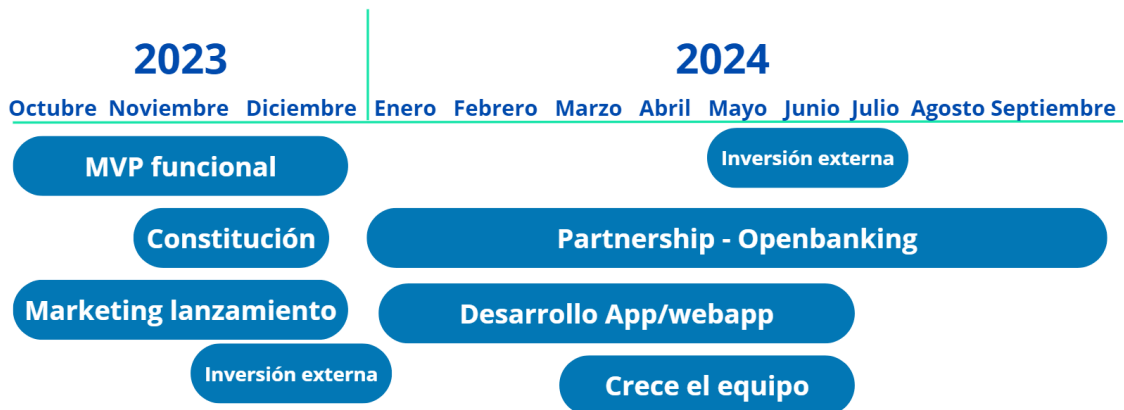 2023
2024
Octubre Noviembre Diciembre Enero Febrero Marzo Abril Mayo Junio Julio Agosto Septiembre
MVP funcional
Inversión externa
Constitución
Partnership - Openbanking
Marketing lanzamiento
Desarrollo App/webapp
Inversión externa
Crece el equipo